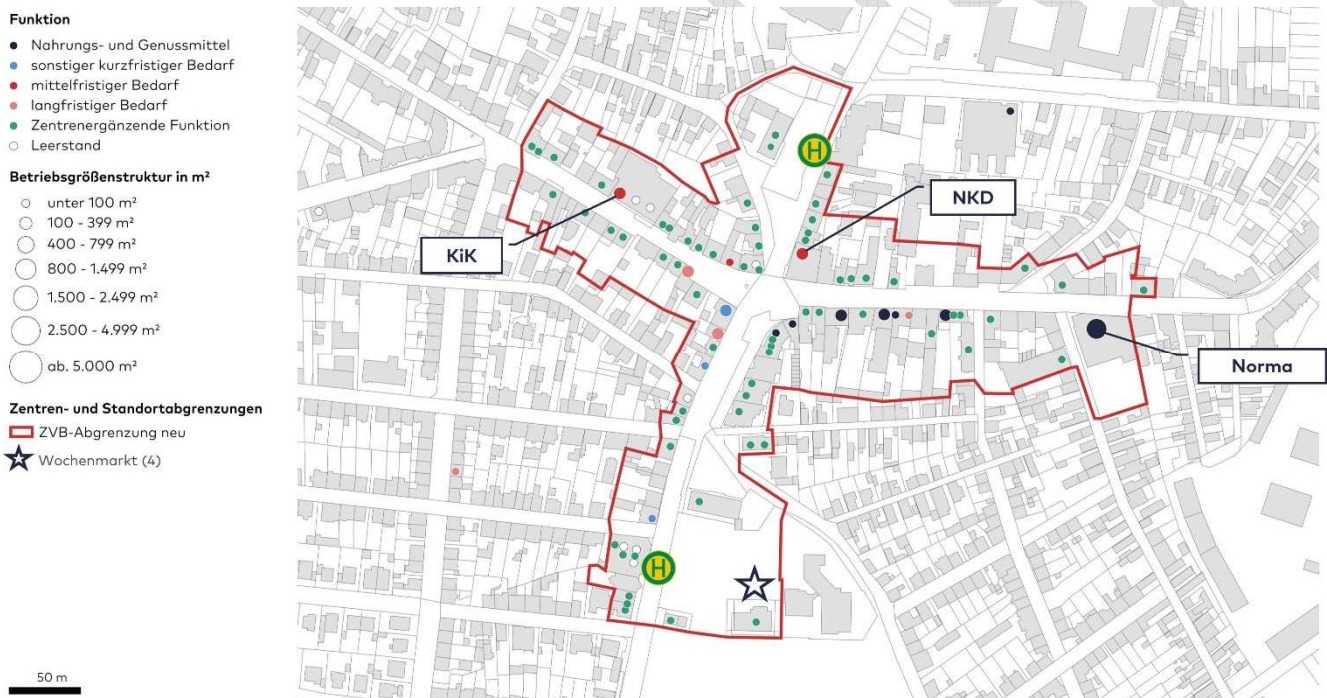 Funktion
Nahrungs- und Genussmittel
sonstiger kurzfristiger Bedarf
mittelfristiger Bedarf
langfristiger Bedarf
Zentrenergänzende Funktion
Leerstand
Betriebsgrößenstruktur in m²
unter 100 m²
100 - 399 m²
400 - 799 m²
800 - 1.499 m²
1.500 - 2.499 m²
2.500 - 4.999 m²
ab. 5.000 m²
Zentren- und Standortabgrenzungen
ZVB-Abgrenzung neu
Wochenmarkt (4)
50 m
H
NKD
KiK
Norma
H